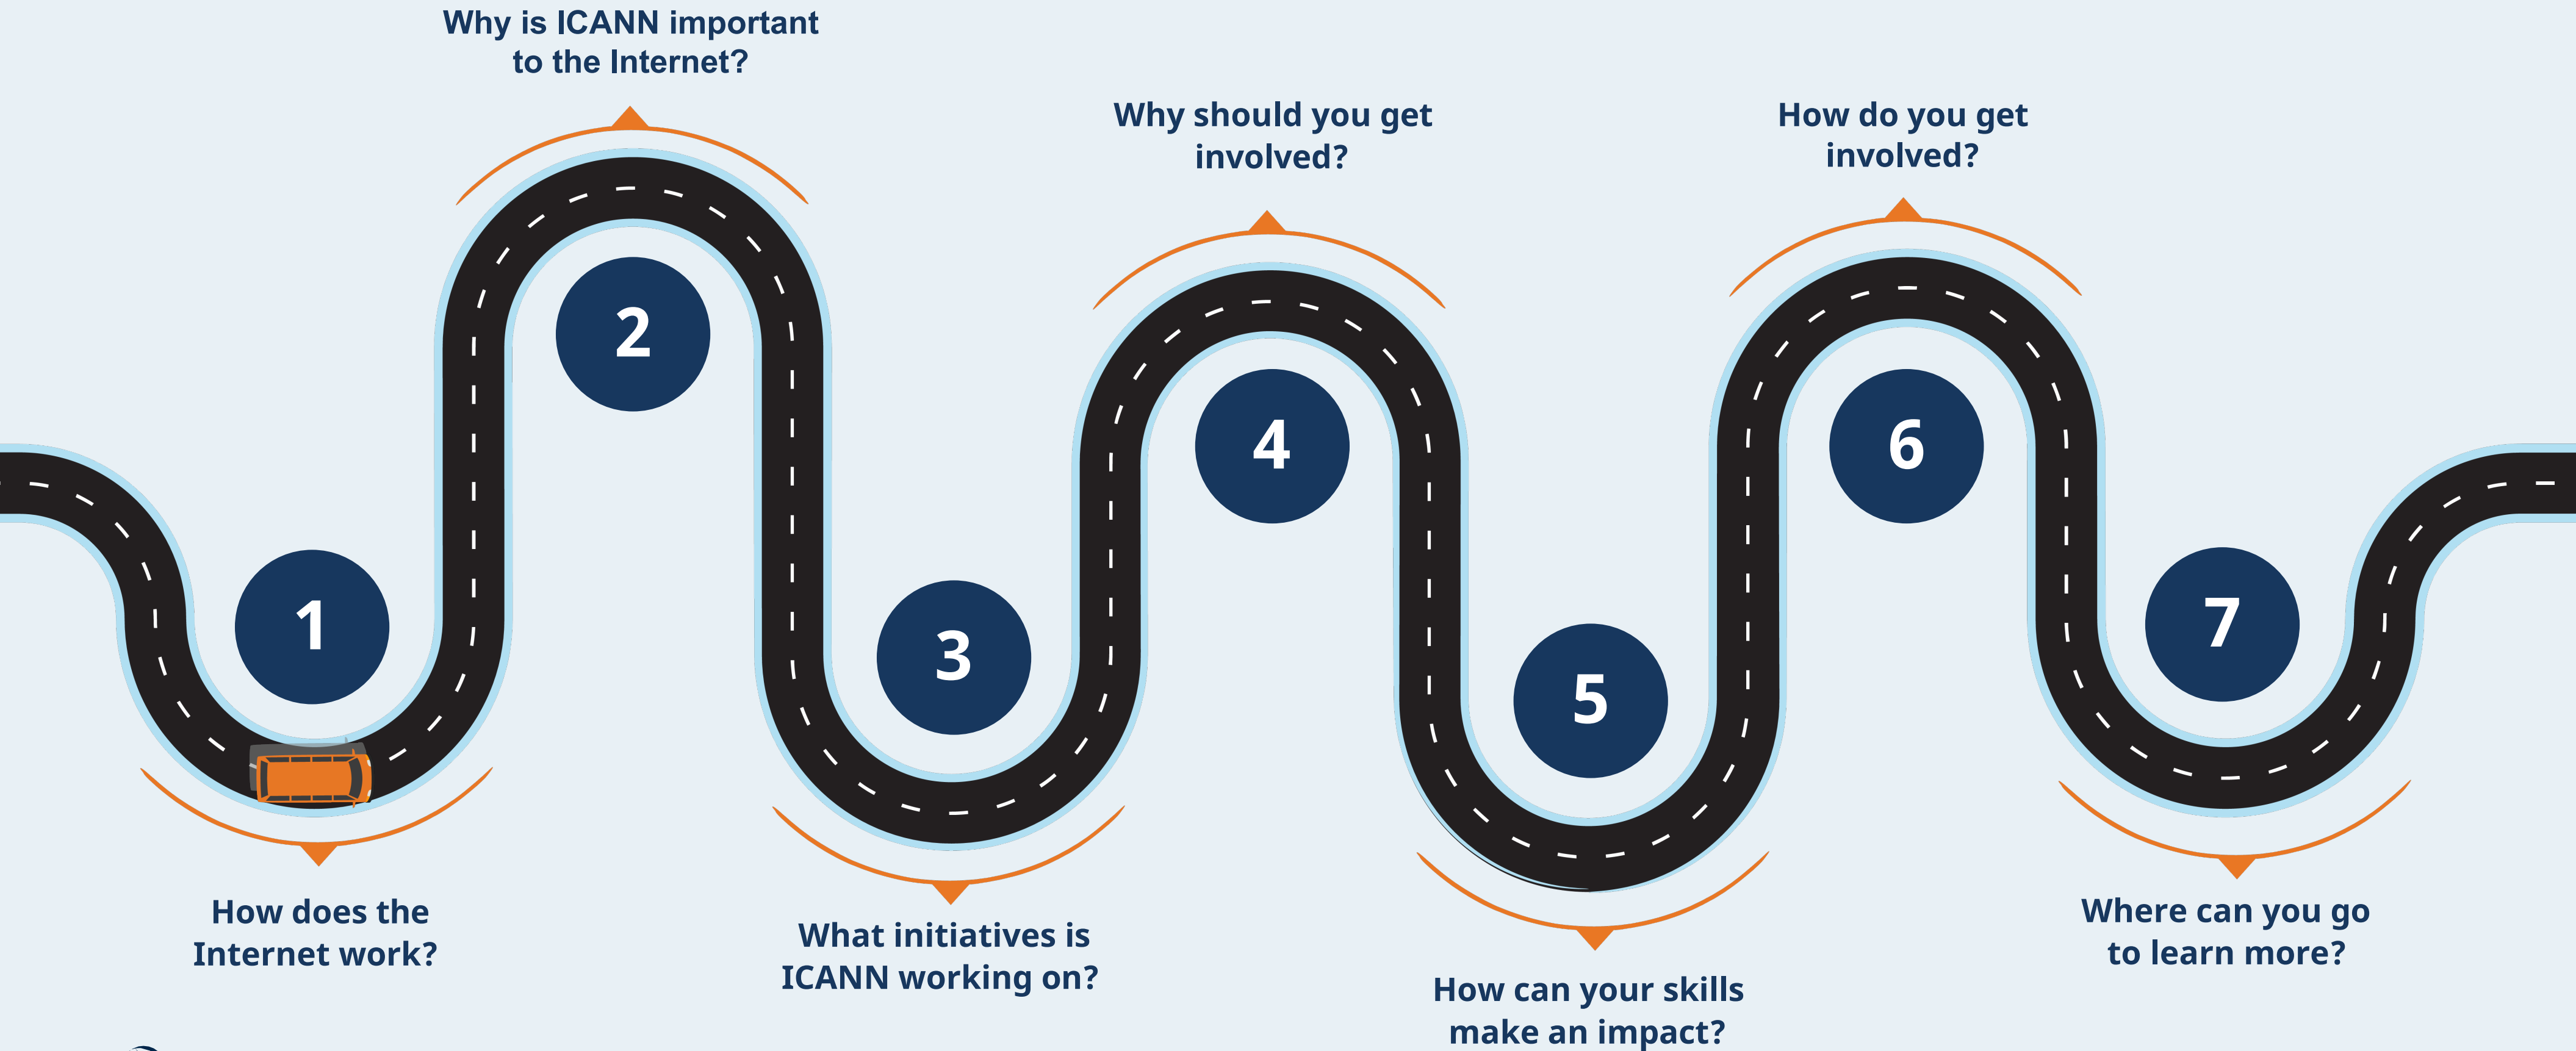 Why is ICANN important
to the Internet?
Why should you get
involved?
How do you get
involved?
2
4
6
1
3
5
7
How does the
Internet work?
What initiatives is
ICANN working on?
How can your skills
make an impact?
Where can you go
to learn more?